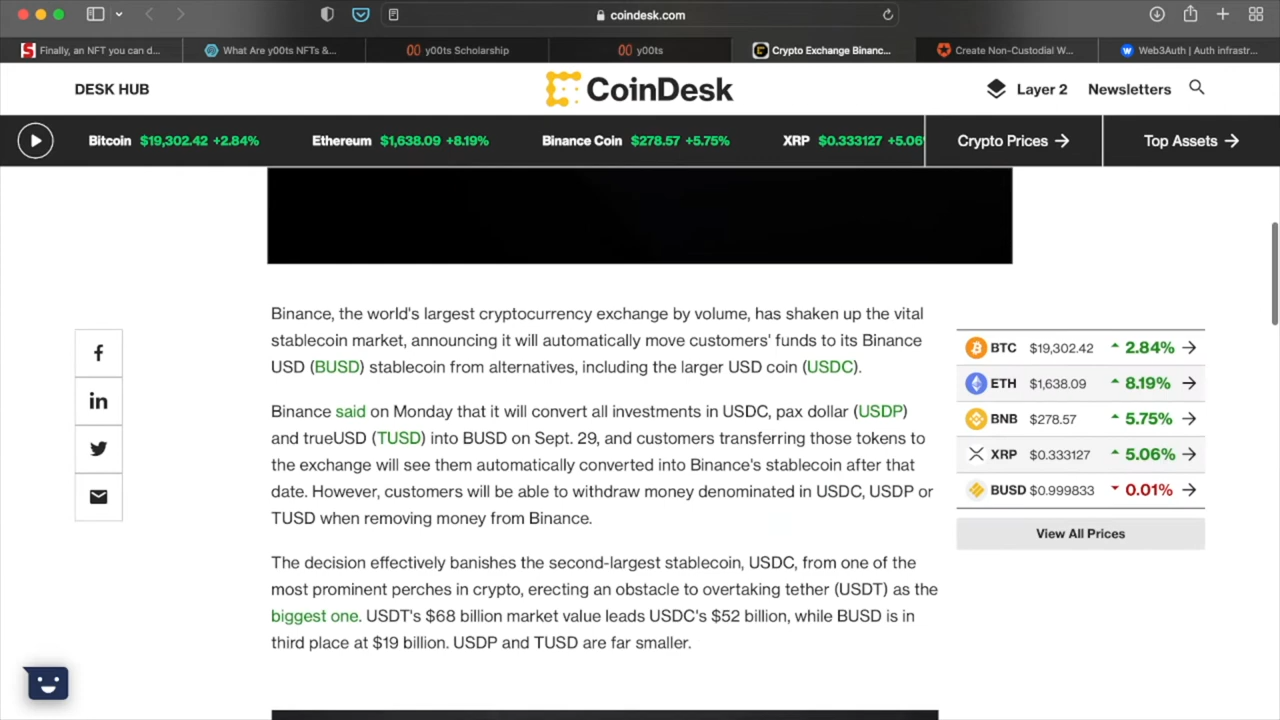 coindesk.com
Finally, an NFT you can d...
What Are y00ts NFTs &...
y00ts Scholarship
y00ts
Crypto Exchange Binanc...
Create Non-Custodial W...
Web3Auth | Auth infrastr...
DESK HUB
CoinDesk
Layer 2
Newsletters
Bitcoin $19,302.42 +2.84%
Ethereum $1,638.09 +8.19%
Binance Coin $278.57 +5.75%
XRP $0.333127 +5.06
Crypto Prices →
Top Assets →
Binance, the world's largest cryptocurrency exchange by volume, has shaken up the vital
stablecoin market, announcing it will automatically move customers' funds to its Binance
USD (BUSD) stablecoin from alternatives, including the larger USD coin (USDC).
Binance said on Monday that it will convert all investments in USDC, pax dollar (USDP)
and trueUSD (TUSD) into BUSD on Sept. 29, and customers transferring those tokens to
the exchange will see them automatically converted into Binance's stablecoin after that
date. However, customers will be able to withdraw money denominated in USDC, USDP or
TUSD when removing money from Binance.
The decision effectively banishes the second-largest stablecoin, USDC, from one of the
most prominent perches in crypto, erecting an obstacle to overtaking tether (USDT) as the
biggest one. USDT's $68 billion market value leads USDC's $52 billion, while BUSD is in
third place at $19 billion. USDP and TUSD are far smaller.
BTC $19,302.42 2.84% →
ETH $1,638.09 8.19% →
BNB $278.57 5.75% →
XRP $0.333127 5.06% →
BUSD $0.999833 0.01% →
View All Prices